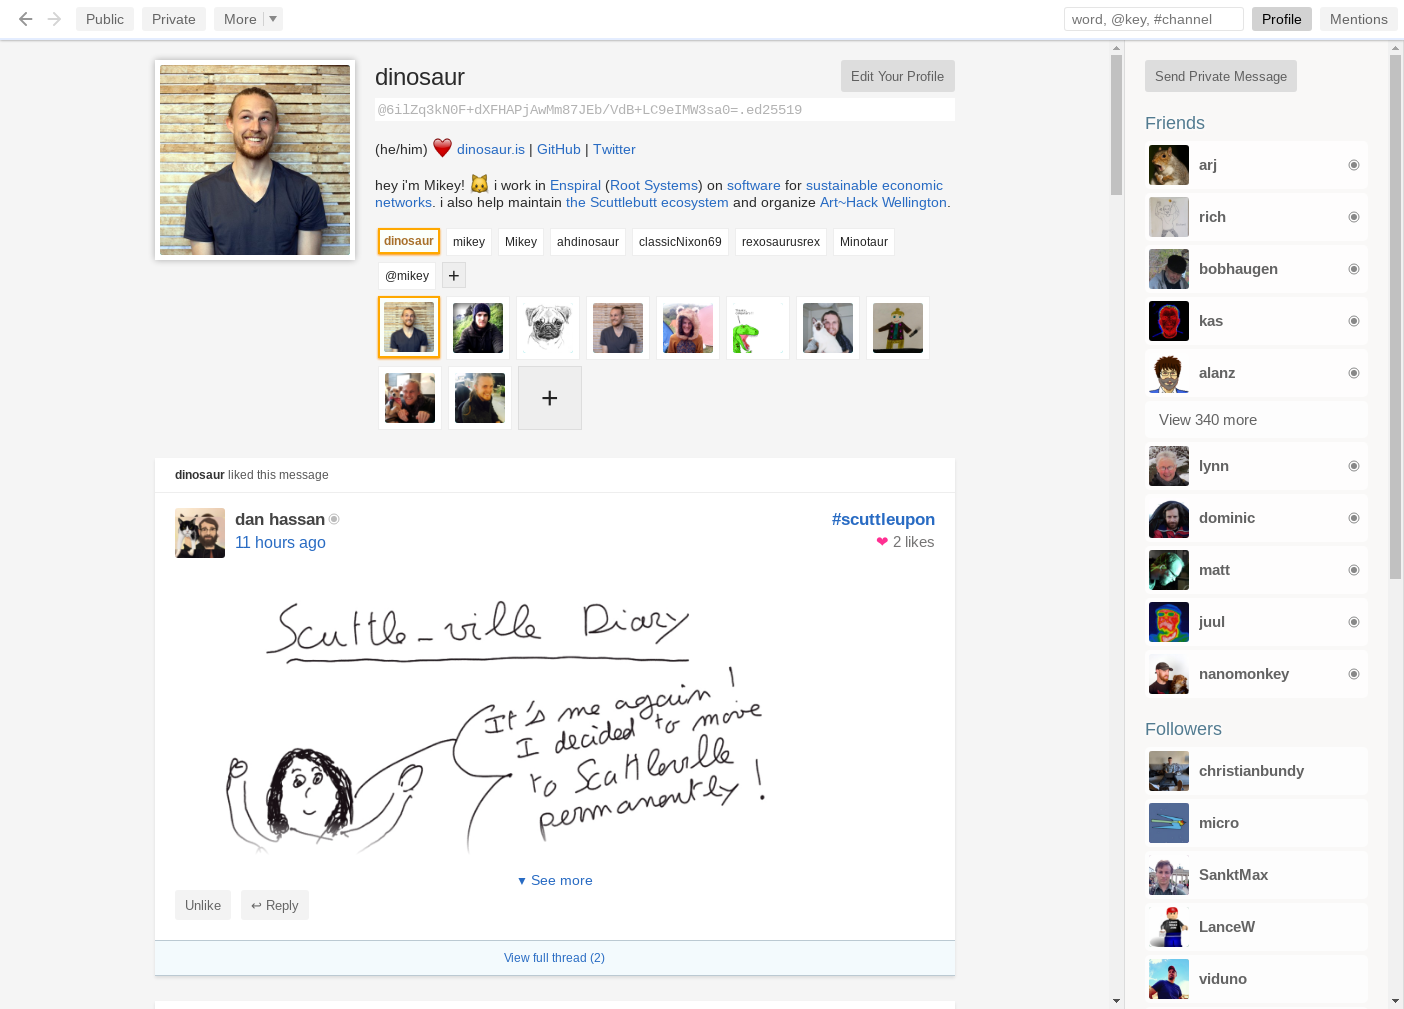 Public Private More word, @key, #channel Profile Mentions
dinosaur
Edit Your Profile
@6ilZq3kN0F+dXFHAPjAwMm87JEb/VdB+LC9eIMW3sa0=.ed25519
(he/him) ❤ dinosaur.is | GitHub | Twitter
hey i'm Mikey! 🐱 i work in Enspiral (Root Systems) on software for sustainable economic
networks. i also help maintain the Scuttlebutt ecosystem and organize Art~Hack Wellington.
dinosaur mikey Mikey ahdinosaur classicNixon69 rexosaurusrex Minotaur
@mikey +
+
dinosaur liked this message
dan hassan
#scuttleupon
11 hours ago
❤ 2 likes
Scuttle_ville Diary
It's me again!
I decided to move
to Scuttleville
permanently!
▾ See more
Unlike ↩ Reply
View full thread (2)
Send Private Message
Friends
arj
rich
bobhaugen
kas
alanz
View 340 more
lynn
dominic
matt
juul
nanomonkey
Followers
christianbundy
micro
SanktMax
LanceW
viduno